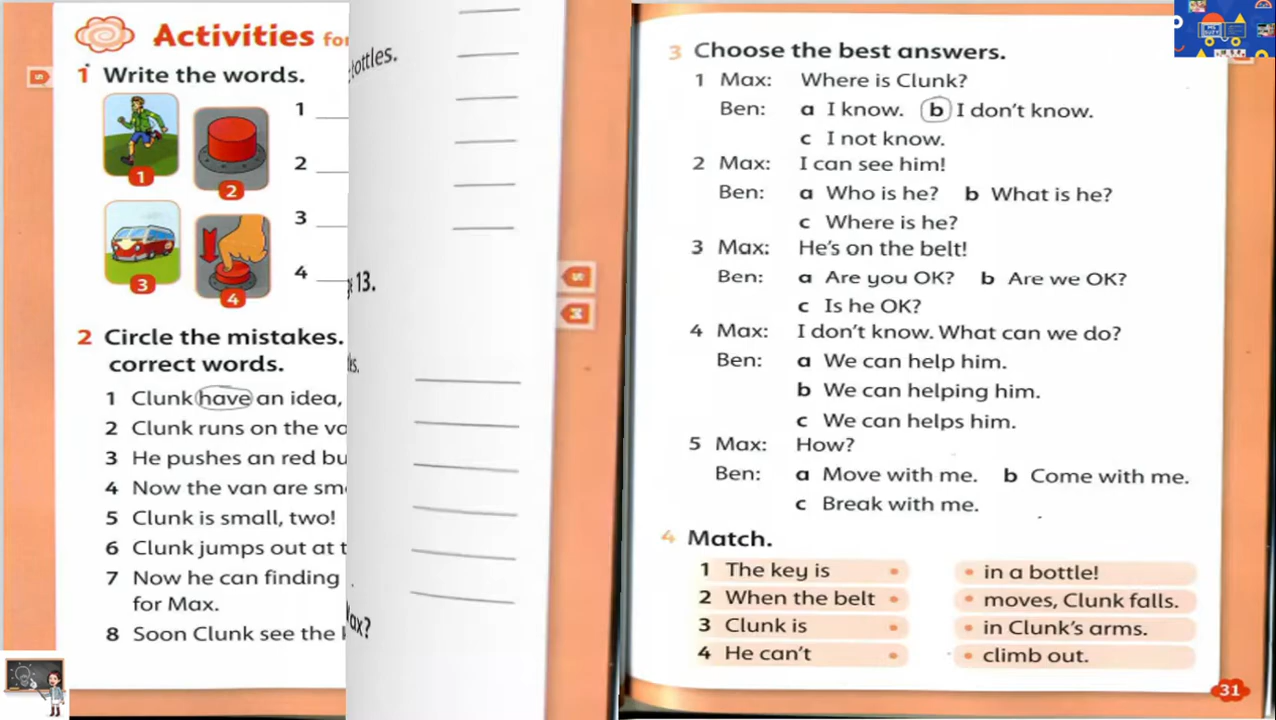 Activities for
1 Write the words.
1
2
3
4
1
2
3
4
2 Circle the mistakes.
correct words.
1 Clunk have an idea,
2 Clunk runs on the va
3 He pushes an red bu
4 Now the van are sm
5 Clunk is small, two!
6 Clunk jumps out at t
7 Now he can finding
for Max.
8 Soon Clunk see the
ottles.
13.
3 Choose the best answers.
1 Max: Where is Clunk?
Ben: a I know. b I don't know.
c I not know.
2 Max: I can see him!
Ben: a Who is he? b What is he?
c Where is he?
3 Max: He's on the belt!
Ben: a Are you OK? b Are we OK?
c Is he OK?
4 Max: I don't know. What can we do?
Ben: a We can help him.
b We can helping him.
c We can helps him.
5 Max: How?
Ben: a Move with me. b Come with me.
c Break with me.
4 Match.
1 The key is • • in a bottle!
2 When the belt • • moves, Clunk falls.
3 Clunk is • • in Clunk's arms.
4 He can't • • climb out.
31